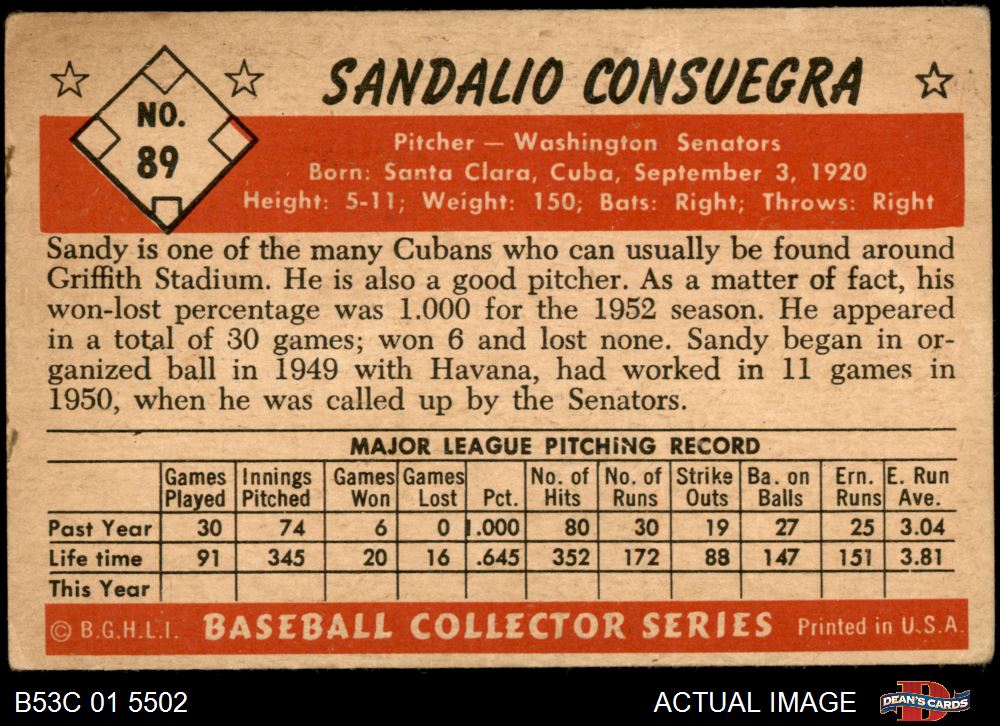 NO.
89
SANDALIO CONSUEGRA
Pitcher — Washington Senators
Born: Santa Clara, Cuba, September 3, 1920
Height: 5-11; Weight: 150; Bats: Right; Throws: Right
Sandy is one of the many Cubans who can usually be found around
Griffith Stadium. He is also a good pitcher. As a matter of fact, his
won-lost percentage was 1.000 for the 1952 season. He appeared
in a total of 30 games; won 6 and lost none. Sandy began in or-
ganized ball in 1949 with Havana, had worked in 11 games in
1950, when he was called up by the Senators.
MAJOR LEAGUE PITCHING RECORD
Games Innings Games Games No. of No. of Strike Ba. on Ern. E. Run
Played Pitched Won Lost Pct. Hits Runs Outs Balls Runs Ave.
Past Year 30 74 6 0 1.000 80 30 19 27 25 3.04
Life time 91 345 20 16 .645 352 172 88 147 151 3.81
This Year
© B.G.H.L.I. BASEBALL COLLECTOR SERIES Printed in U.S.A.
B53C 01 5502 ACTUAL IMAGE DEAN'S CARDS